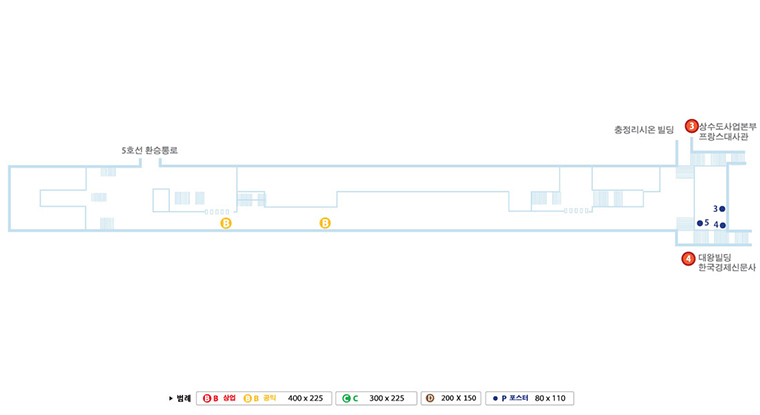 충정리시온 빌딩
3 상수도사업본부
프랑스대사관
5호선 환승통로
3
B
B
5
4
4 대왕빌딩
한국경제신문사
▶ 범례
B B 상업
B B 공익
400 x 225
C C
300 x 225
D
200 X 150
P 포스터
80 x 110